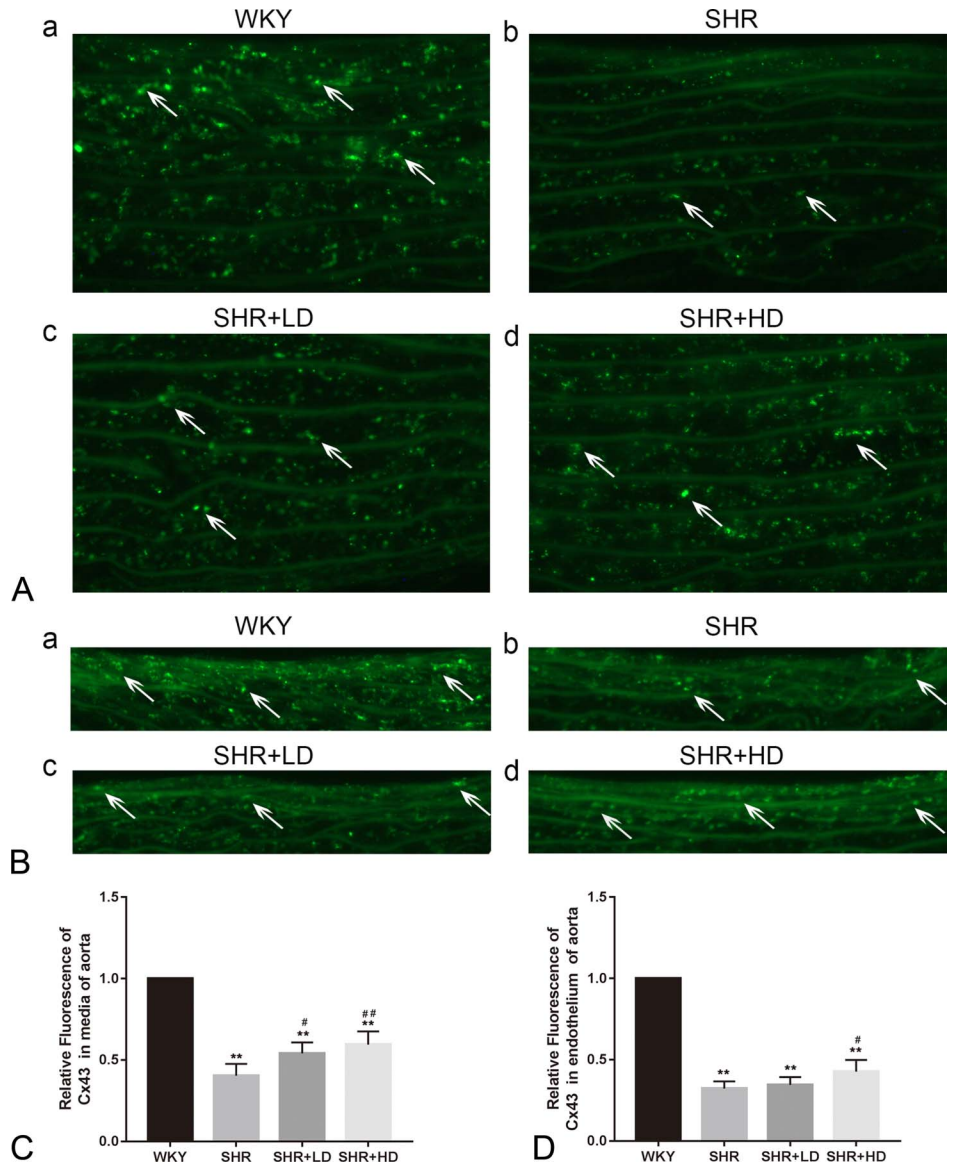 a
WKY
b
SHR
c
SHR+LD
d
SHR+HD
A
a
WKY
b
SHR
c
SHR+LD
d
SHR+HD
B
Relative Fluorescence of
Cx43 in media of aorta
1.5
1.0
0.5
0.0
**
#
**
##
**
WKY
SHR
SHR+LD
SHR+HD
C
Relative Fluorescence of
Cx43 in endothelium of aorta
1.5
1.0
0.5
0.0
**
**
#
**
WKY
SHR
SHR+LD
SHR+HD
D